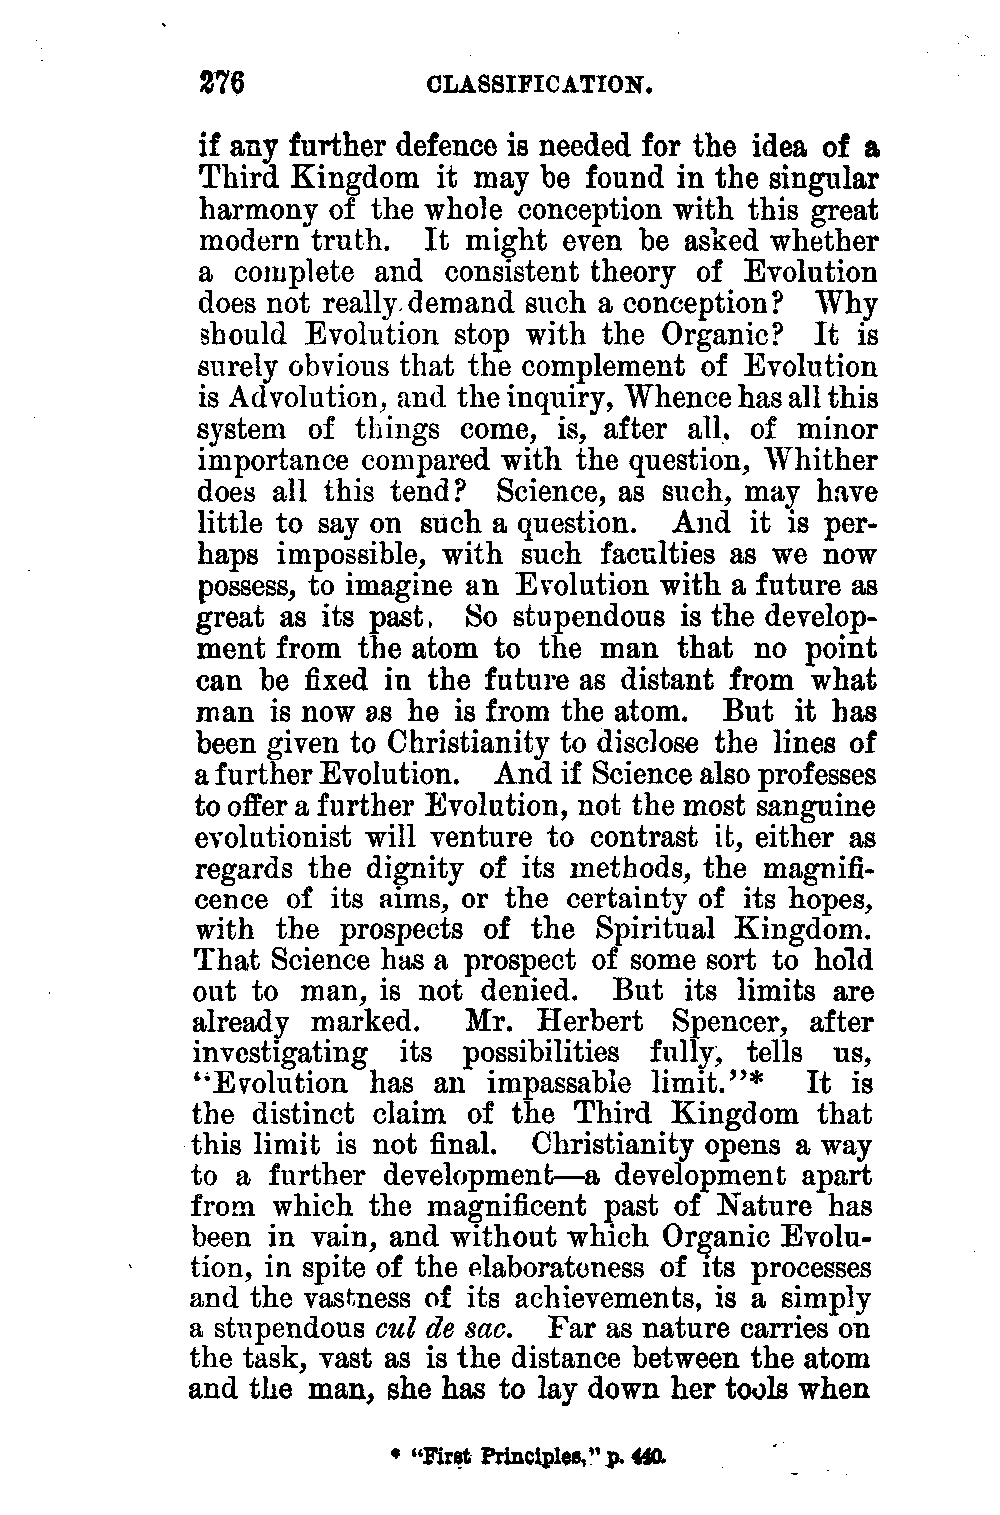 276 CLASSIFICATION.
if any further defence is needed for the idea of a
Third Kingdom it may be found in the singular
harmony of the whole conception with this great
modern truth. It might even be asked whether
a complete and consistent theory of Evolution
does not really demand such a conception? Why
should Evolution stop with the Organic? It is
surely obvious that the complement of Evolution
is Advolution, and the inquiry, Whence has all this
system of things come, is, after all, of minor
importance compared with the question, Whither
does all this tend? Science, as such, may have
little to say on such a question. And it is per-
haps impossible, with such faculties as we now
possess, to imagine an Evolution with a future as
great as its past. So stupendous is the develop-
ment from the atom to the man that no point
can be fixed in the future as distant from what
man is now as he is from the atom. But it has
been given to Christianity to disclose the lines of
a further Evolution. And if Science also professes
to offer a further Evolution, not the most sanguine
evolutionist will venture to contrast it, either as
regards the dignity of its methods, the magnifi-
cence of its aims, or the certainty of its hopes,
with the prospects of the Spiritual Kingdom.
That Science has a prospect of some sort to hold
out to man, is not denied. But its limits are
already marked. Mr. Herbert Spencer, after
investigating its possibilities fully, tells us,
“Evolution has an impassable limit.”* It is
the distinct claim of the Third Kingdom that
this limit is not final. Christianity opens a way
to a further development—a development apart
from which the magnificent past of Nature has
been in vain, and without which Organic Evolu-
tion, in spite of the elaborateness of its processes
and the vastness of its achievements, is a simply
a stupendous cul de sac. Far as nature carries on
the task, vast as is the distance between the atom
and the man, she has to lay down her tools when
* “First Principles,” p. 440.